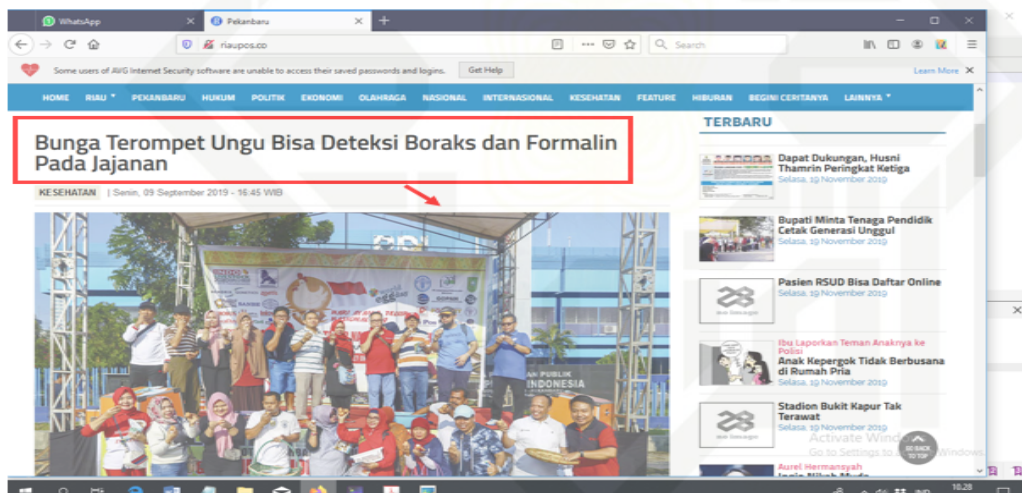 WhatsApp
Pekanbaru
riaupos.co
Search
Some users of AVG Internet Security software are unable to access their saved passwords and logins.
Get Help
Learn More
HOME RIAU PEKANBARU HUKUM POLITIK EKONOMI OLAHRAGA NASIONAL INTERNASIONAL KESEHATAN FEATURE HIBURAN BEGINI CERITANYA LAINNYA
Bunga Terompet Ungu Bisa Deteksi Boraks dan Formalin
Pada Jajanan
KESEHATAN | Senin, 09 September 2019 - 16:45 WIB
PUBLIK
INDONESIA
TERBARU
Dapat Dukungan, Husni
Thamrin Peringkat Ketiga
Selasa, 19 November 2019
Bupati Minta Tenaga Pendidik
Cetak Generasi Unggul
Selasa, 19 November 2019
Pasien RSUD Bisa Daftar Online
Selasa, 19 November 2019
Ibu Laporkan Teman Anaknya ke
Polisi
Anak Kepergok Tidak Berbusana
di Rumah Pria
Selasa, 19 November 2019
Stadion Bukit Kapur Tak
Terawat
Selasa, 19 November 2019
Activate Windows
Go to Settings to
Windows
GO BACK
TO TOP
Aurel Hermansyah
10.28